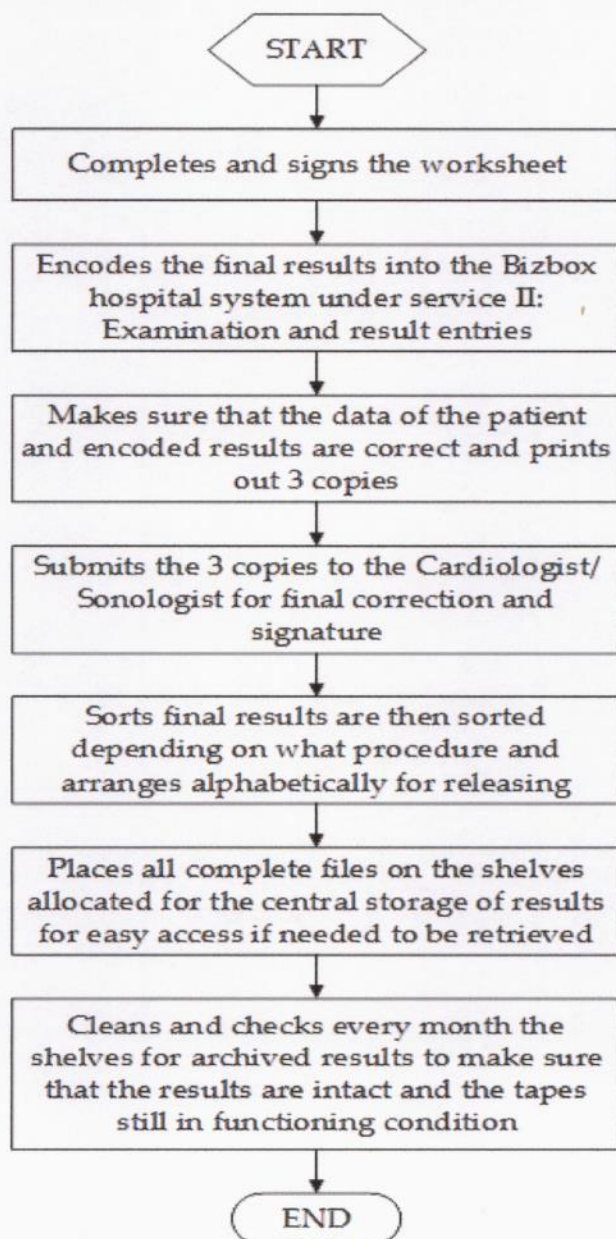 START
Completes and signs the worksheet
Encodes the final results into the Bizbox
hospital system under service II:
Examination and result entries
Makes sure that the data of the patient
and encoded results are correct and prints
out 3 copies
Submits the 3 copies to the Cardiologist/
Sonologist for final correction and
signature
Sorts final results are then sorted
depending on what procedure and
arranges alphabetically for releasing
Places all complete files on the shelves
allocated for the central storage of results
for easy access if needed to be retrieved
Cleans and checks every month the
shelves for archived results to make sure
that the results are intact and the tapes
still in functioning condition
END